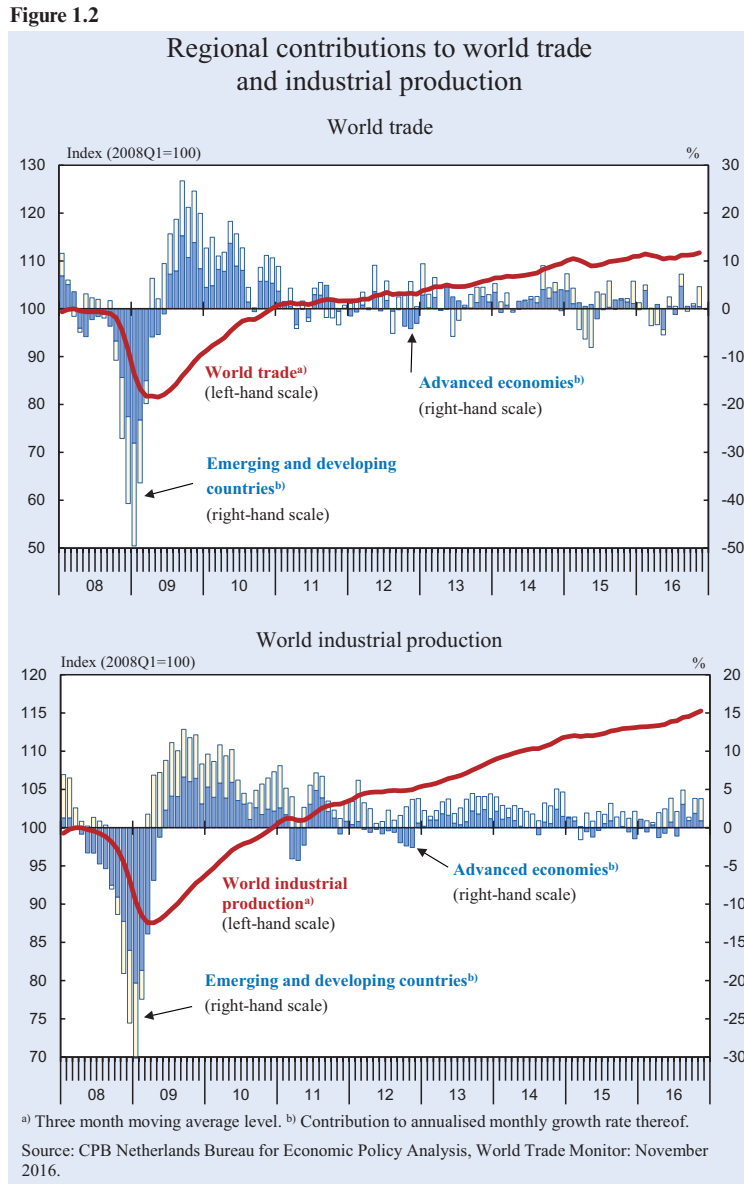 Figure 1.2
Regional contributions to world trade
and industrial production
World trade
Index (2008Q1=100)
%
130
120
110
100
90
80
70
60
50
30
20
10
0
-10
-20
-30
-40
-50
World trade a)
(left-hand scale)
Advanced economies b)
(right-hand scale)
Emerging and developing
countries b)
(right-hand scale)
08 09 10 11 12 13 14 15 16
World industrial production
Index (2008Q1=100)
%
120
115
110
105
100
95
90
85
80
75
70
20
15
10
5
0
-5
-10
-15
-20
-25
-30
World industrial
production a)
(left-hand scale)
Advanced economies b)
(right-hand scale)
Emerging and developing countries b)
(right-hand scale)
08 09 10 11 12 13 14 15 16
a) Three month moving average level. b) Contribution to annualised monthly growth rate thereof.
Source: CPB Netherlands Bureau for Economic Policy Analysis, World Trade Monitor: November
2016.